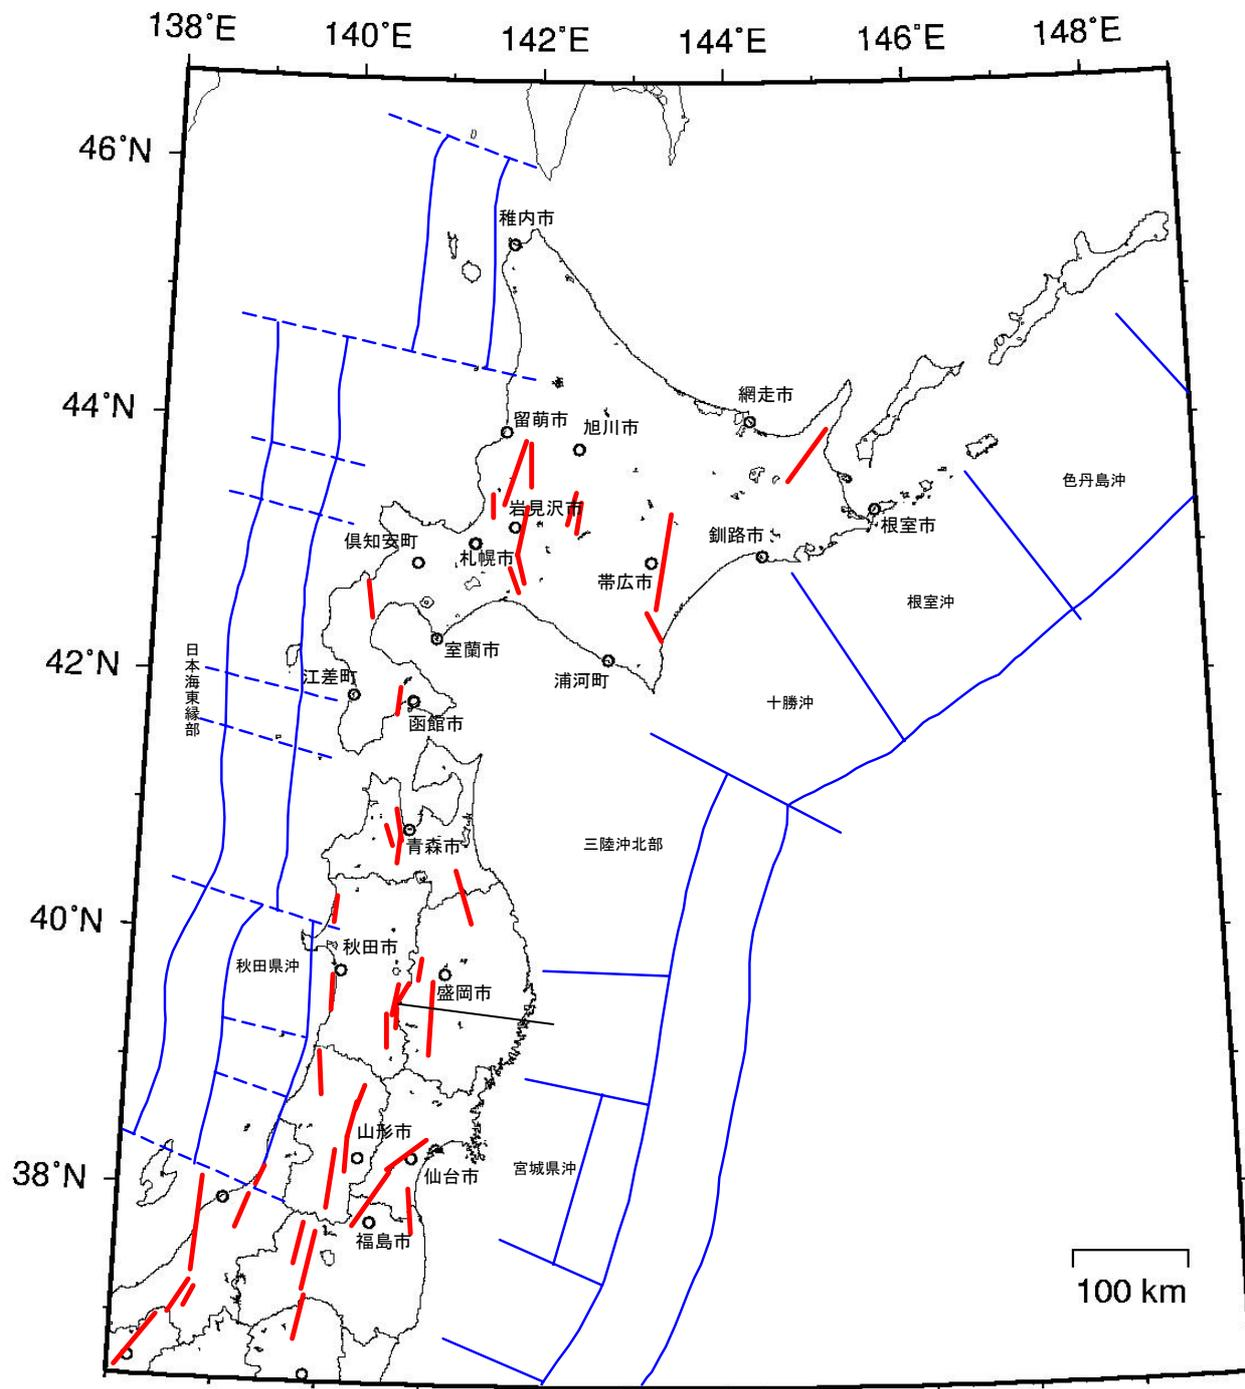 138°E
140°E
142°E
144°E
146°E
148°E
46°N
稚内市
44°N
網走市
留萌市
旭川市
色丹島沖
岩見沢市
根室市
釧路市
倶知安町
札幌市
帯広市
根室沖
室蘭市
42°N
日本海東縁部
江差町
浦河町
十勝沖
函館市
三陸沖北部
青森市
40°N
秋田市
秋田県沖
盛岡市
山形市
宮城県沖
仙台市
38°N
福島市
100 km